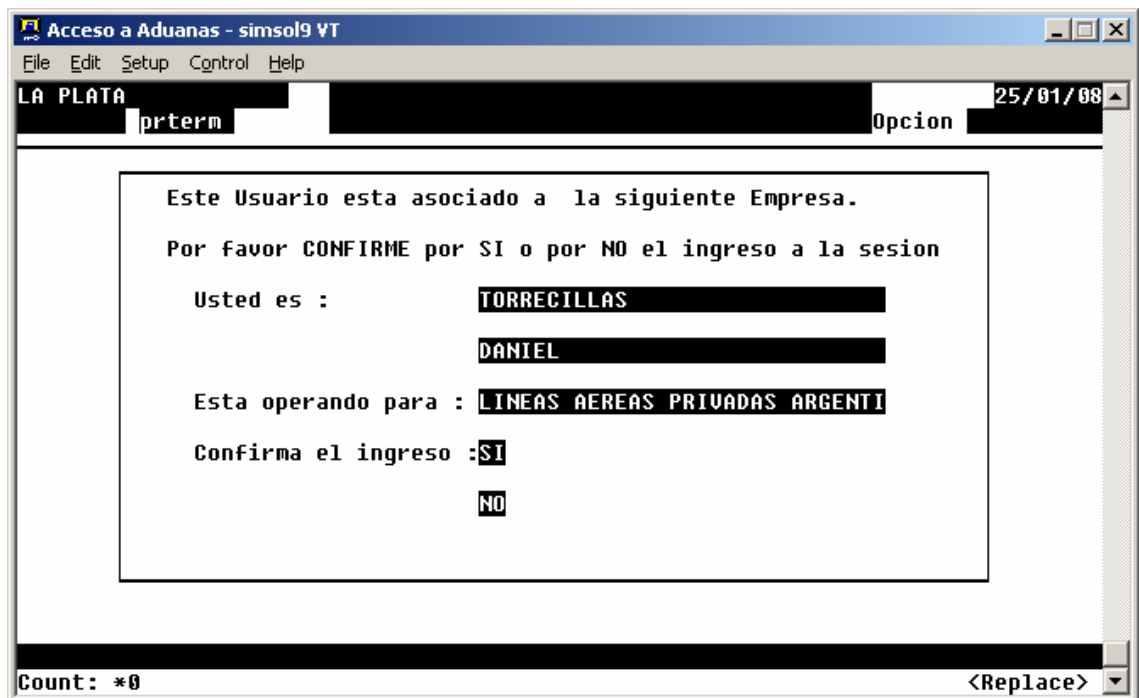 Acceso a Aduanas - simsol9 VT
File Edit Setup Control Help
LA PLATA 25/01/08
prterm Opcion
Este Usuario esta asociado a la siguiente Empresa.
Por favor CONFIRME por SI o por NO el ingreso a la sesion
Usted es : TORRECILLAS
DANIEL
Esta operando para : LINEAS AEREAS PRIVADAS ARGENTI
Confirma el ingreso :SI
NO
Count: *0 <Replace>